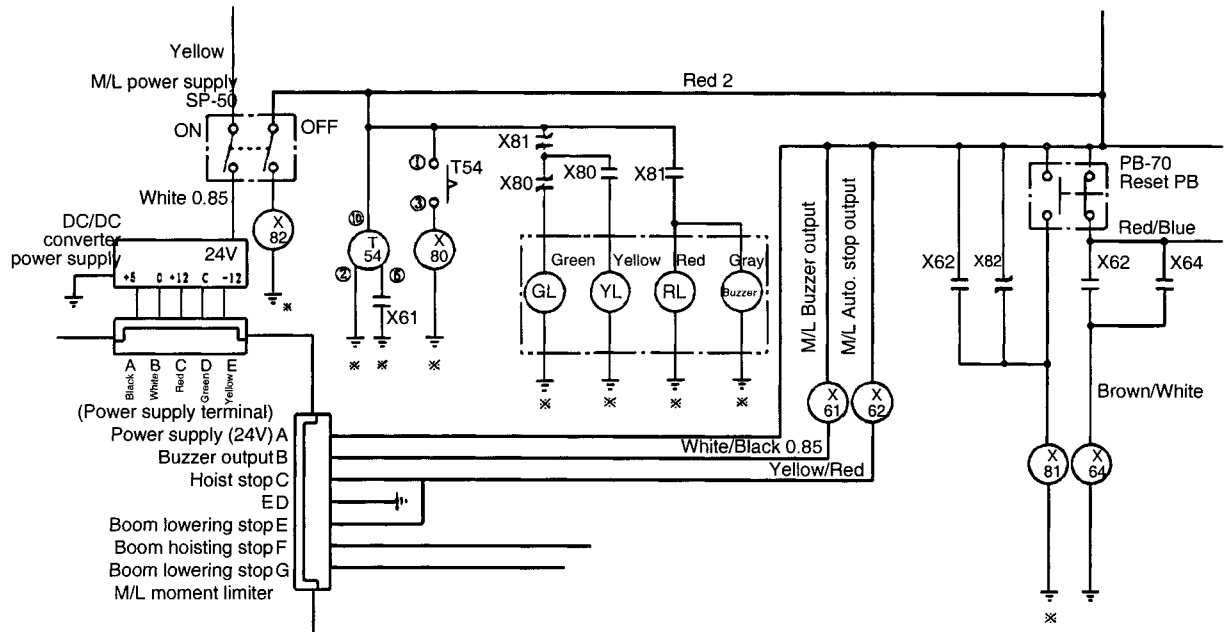 Yellow
M/L power supply
SP-50
ON
OFF
White 0.85
DC/DC
converter
power supply
24V
+5 0 +12 C -12
X
82
※
A B C D E
Black
White
Red
Green
Yellow
(Power supply terminal)
Power supply (24V) A
Buzzer output B
Hoist stop C
E D
Boom lowering stop E
Boom hoisting stop F
Boom lowering stop G
M/L moment limiter
Red 2
⑩
T
54
②
⑥
X61
※
※
①
T54
③
X
80
※
X81
X80
X80
X81
Green
Yellow
Red
Gray
GL
YL
RL
Buzzer
※
※
※
※
M/L Buzzer output
M/L Auto. stop output
X
61
X
62
White/Black 0.85
Yellow/Red
PB-70
Reset PB
Red/Blue
X62
X82
X62
X64
Brown/White
X
81
X
64
※